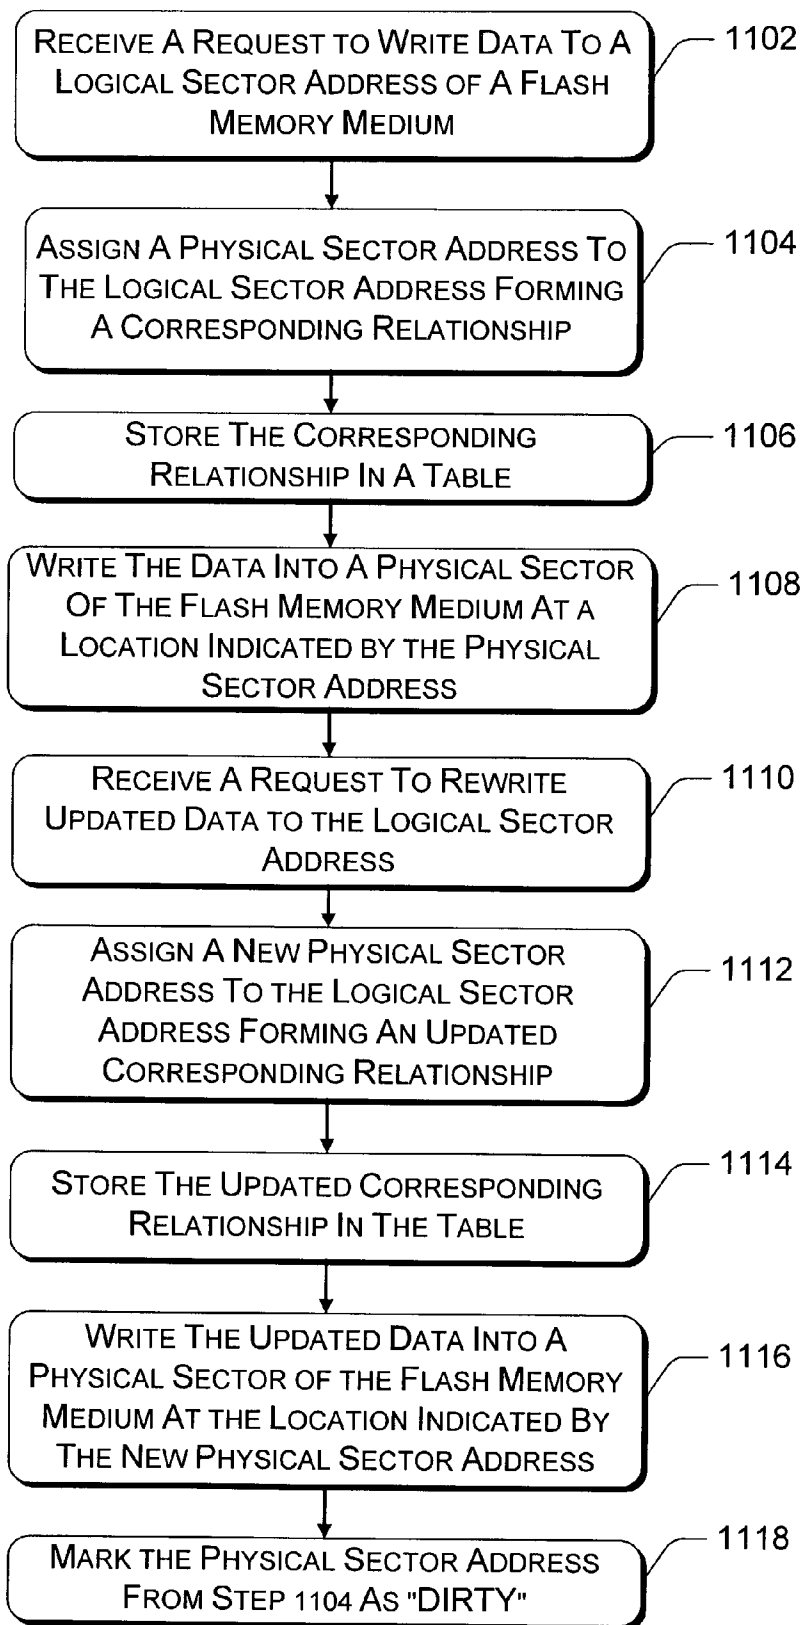 RECEIVE A REQUEST TO WRITE DATA TO A
LOGICAL SECTOR ADDRESS OF A FLASH
MEMORY MEDIUM
1102
ASSIGN A PHYSICAL SECTOR ADDRESS TO
THE LOGICAL SECTOR ADDRESS FORMING
A CORRESPONDING RELATIONSHIP
1104
STORE THE CORRESPONDING
RELATIONSHIP IN A TABLE
1106
WRITE THE DATA INTO A PHYSICAL SECTOR
OF THE FLASH MEMORY MEDIUM AT A
LOCATION INDICATED BY THE PHYSICAL
SECTOR ADDRESS
1108
RECEIVE A REQUEST TO REWRITE
UPDATED DATA TO THE LOGICAL SECTOR
ADDRESS
1110
ASSIGN A NEW PHYSICAL SECTOR
ADDRESS TO THE LOGICAL SECTOR
ADDRESS FORMING AN UPDATED
CORRESPONDING RELATIONSHIP
1112
STORE THE UPDATED CORRESPONDING
RELATIONSHIP IN THE TABLE
1114
WRITE THE UPDATED DATA INTO A
PHYSICAL SECTOR OF THE FLASH MEMORY
MEDIUM AT THE LOCATION INDICATED BY
THE NEW PHYSICAL SECTOR ADDRESS
1116
MARK THE PHYSICAL SECTOR ADDRESS
FROM STEP 1104 AS "DIRTY"
1118